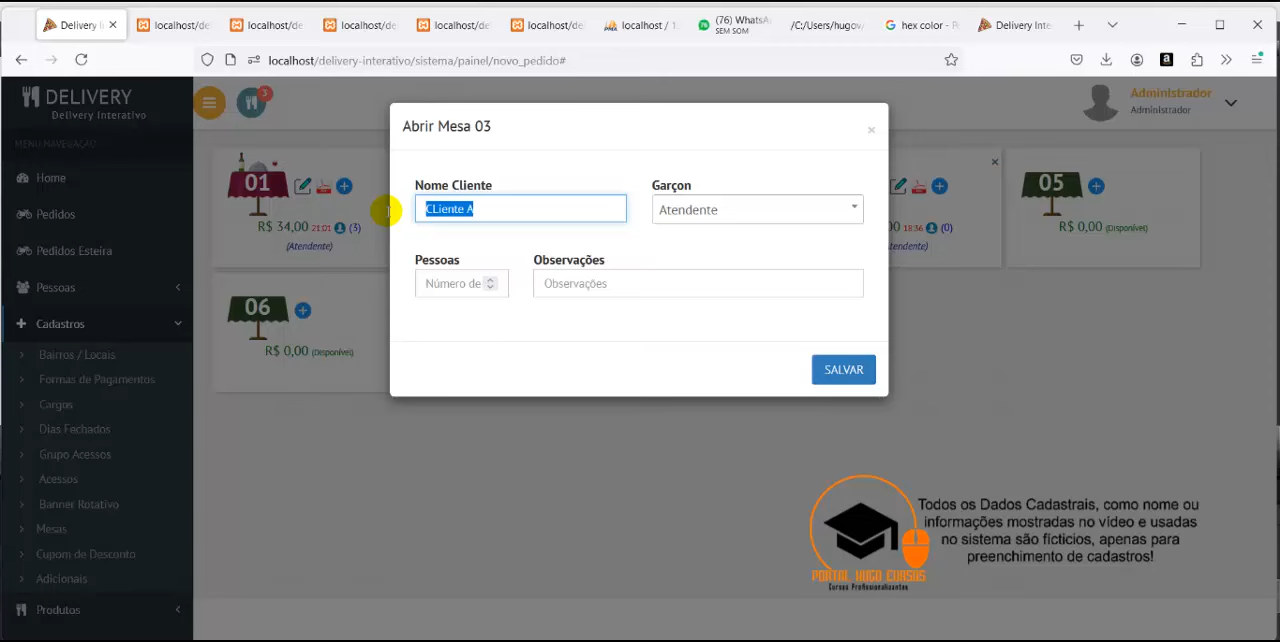 Delivery I
localhost/de
localhost/de
localhost/de
localhost/de
localhost/de
localhost / 1
(76) WhatsA
SEM SOM
/C:/Users/hugov
hex color - P
Delivery Inte
localhost/delivery-interativo/sistema/painel/novo_pedido#
DELIVERY
Delivery Interativo
3
Administrador
Administrador
MENU NAVEGAÇÃO
Home
Pedidos
Pedidos Esteira
Pessoas
Cadastros
Bairros / Locais
Formas de Pagamentos
Cargos
Dias Fechados
Grupo Acessos
Acessos
Banner Rotativo
Mesas
Cupom de Desconto
Adicionais
Produtos
01
R$ 34,00 21:01 (3)
(Atendente)
Abrir Mesa 03
×
Nome Cliente
Garçon
CLiente A
Atendente
Pessoas
Observações
Número de
Observações
SALVAR
00 18:36 (0)
tendente)
05
R$ 0,00 (Disponível)
06
R$ 0,00 (Disponível)
PORTAL HUGO CURSOS
Cursos Profissionalizantes
Todos os Dados Cadastrais, como nome ou
informações mostradas no vídeo e usadas
no sistema são fictícios, apenas para
preenchimento de cadastros!